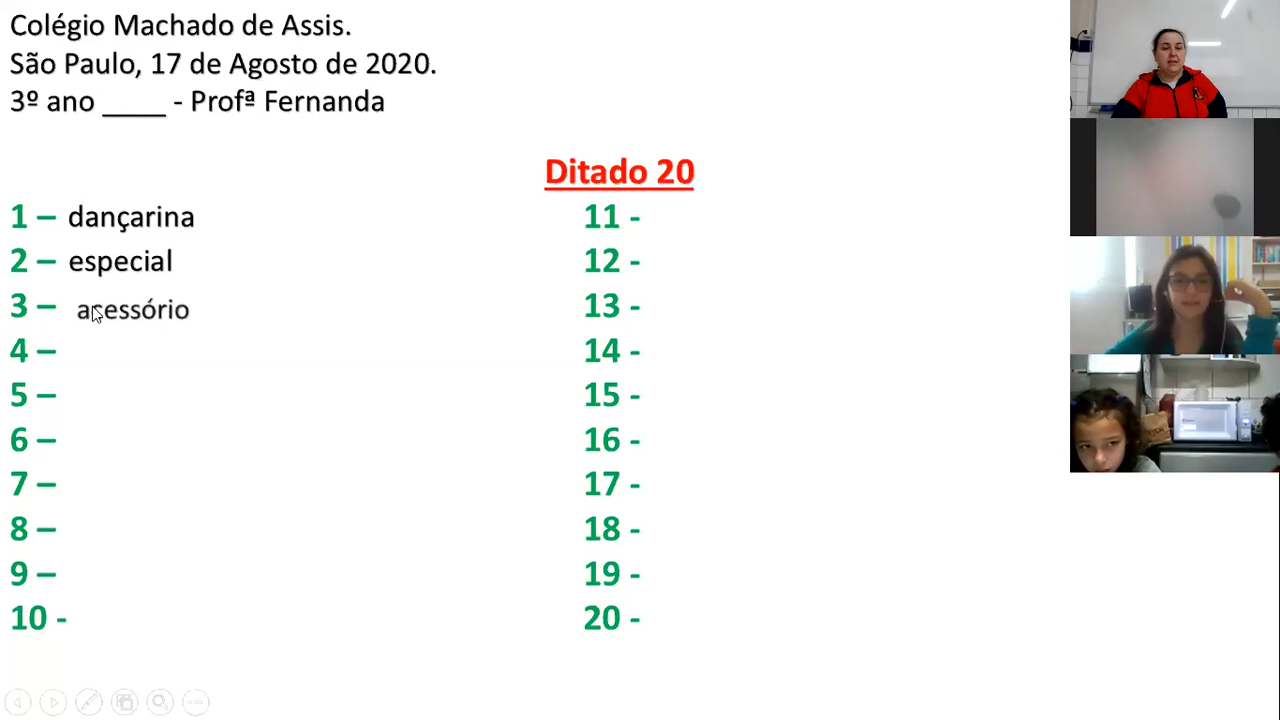 Colégio Machado de Assis.
São Paulo, 17 de Agosto de 2020.
3º ano ____ - Profª Fernanda
Ditado 20
1 – dançarina
2 – especial
3 – acessório
4 –
5 –
6 –
7 –
8 –
9 –
10 -
11 -
12 -
13 -
14 -
15 -
16 -
17 -
18 -
19 -
20 -